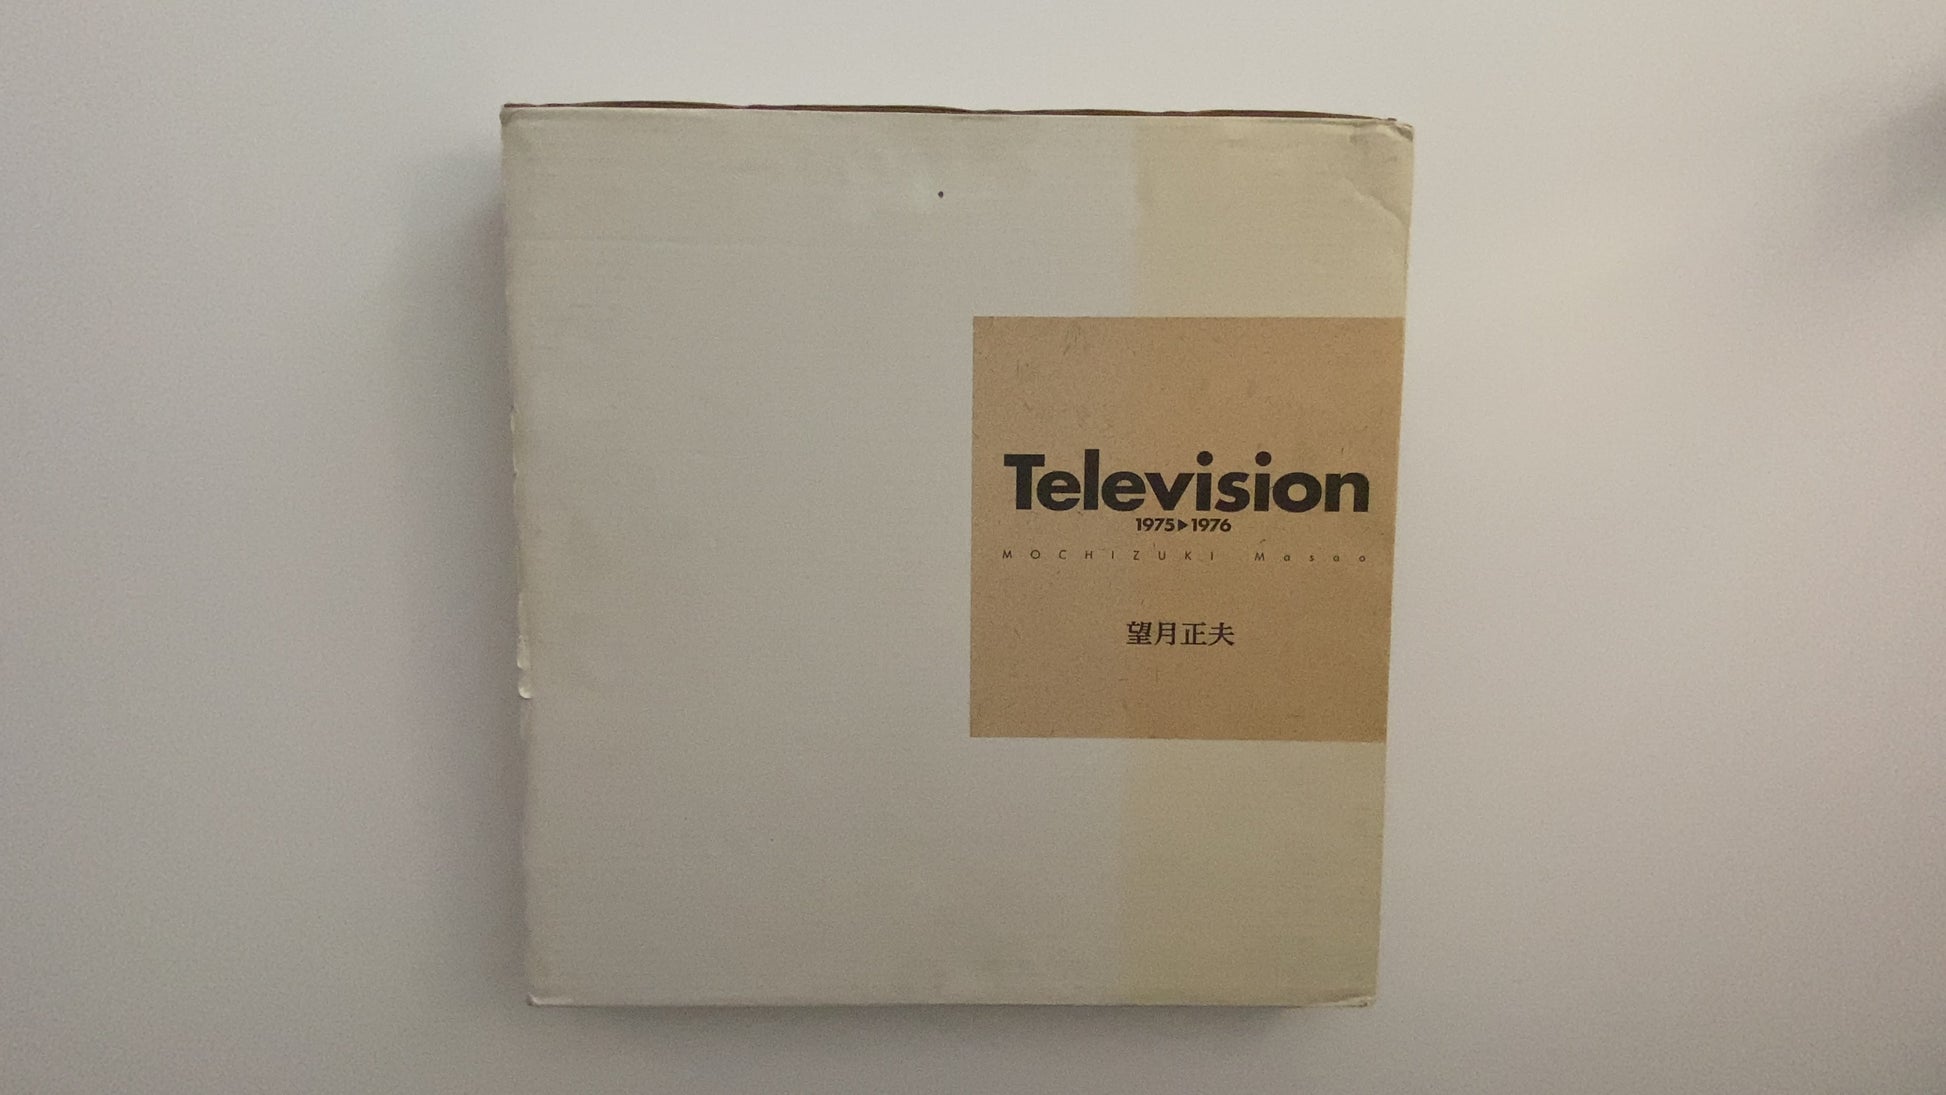 Television
1975▶1976
MOCHIZUKI Masao
望月正夫